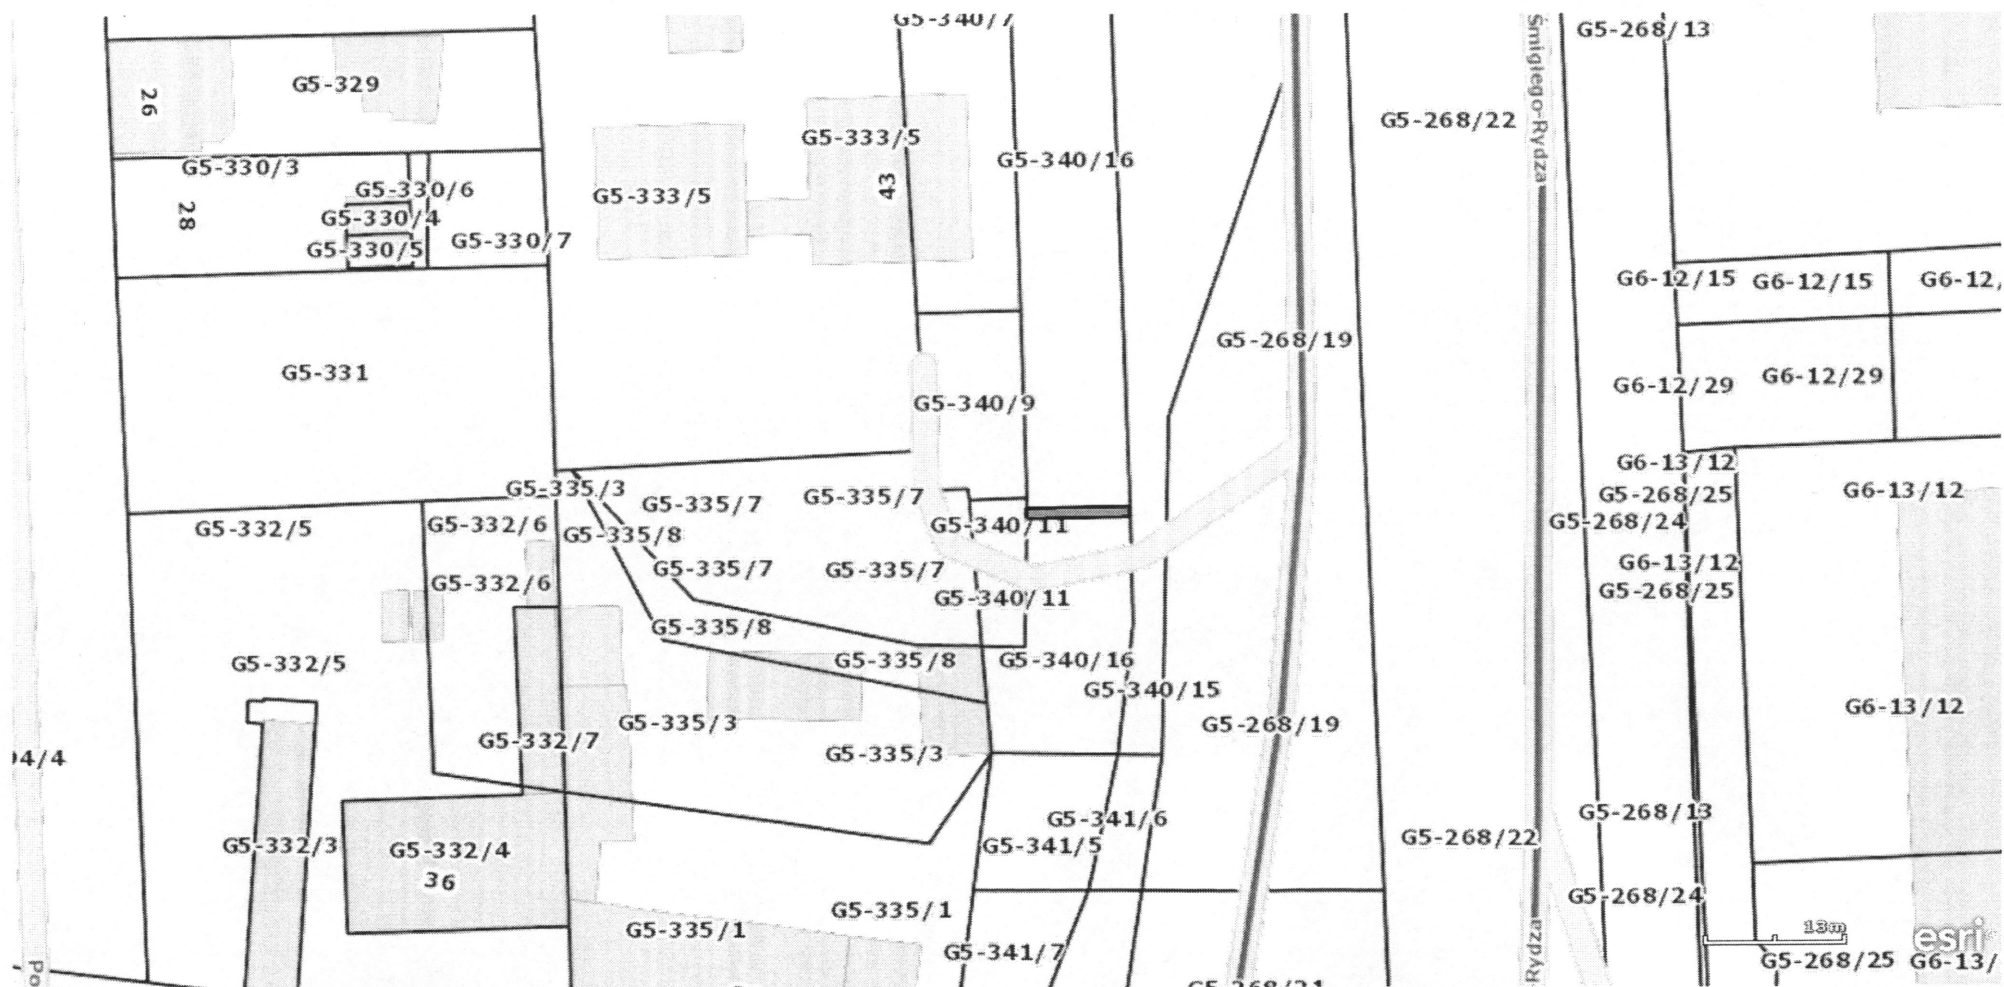 G5-340/7
G5-268/13
G5-329
26
G5-268/22
Śmigłego-Rydza
G5-333/5
G5-340/16
G5-330/3
G5-330/6
43
G5-333/5
28
G5-330/4
G5-330/5
G5-330/7
G6-12/15
G6-12/15
G6-12/
G5-268/19
G5-331
G6-12/29
G6-12/29
G5-340/9
G6-13/12
G5-335/3
G5-335/7
G5-335/7
G5-268/25
G6-13/12
G5-332/5
G5-332/6
G5-335/8
G5-340/11
G5-268/24
G5-335/7
G5-335/7
G6-13/12
G5-332/6
G5-340/11
G5-268/25
G5-335/8
G5-332/5
G5-335/8
G5-340/16
G5-340/15
G5-335/3
G5-268/19
G6-13/12
G5-332/7
G5-335/3
94/4
G5-341/6
G5-268/13
G5-332/3
G5-332/4
G5-341/5
G5-268/22
36
G5-268/24
G5-335/1
G5-335/1
Rydza
13m
esri
G5-341/7
Po
G5-268/25
G6-13/
G5-268/21